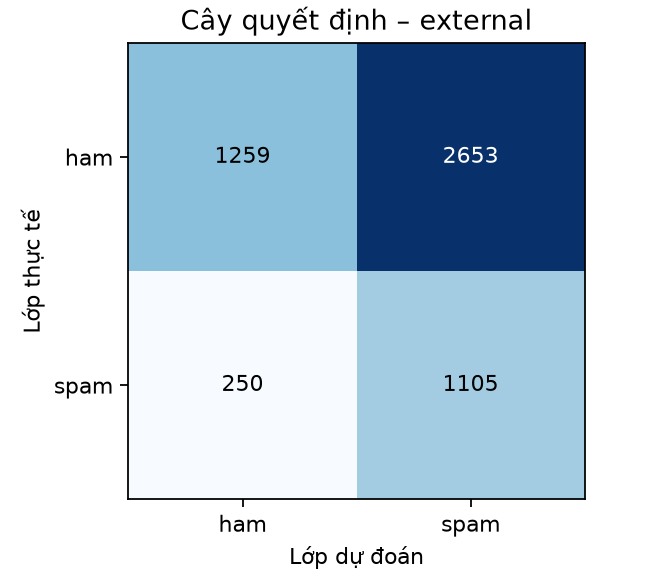 Cây quyết định – external
Lớp thực tế
ham
1259
2653
spam
250
1105
ham
spam
Lớp dự đoán